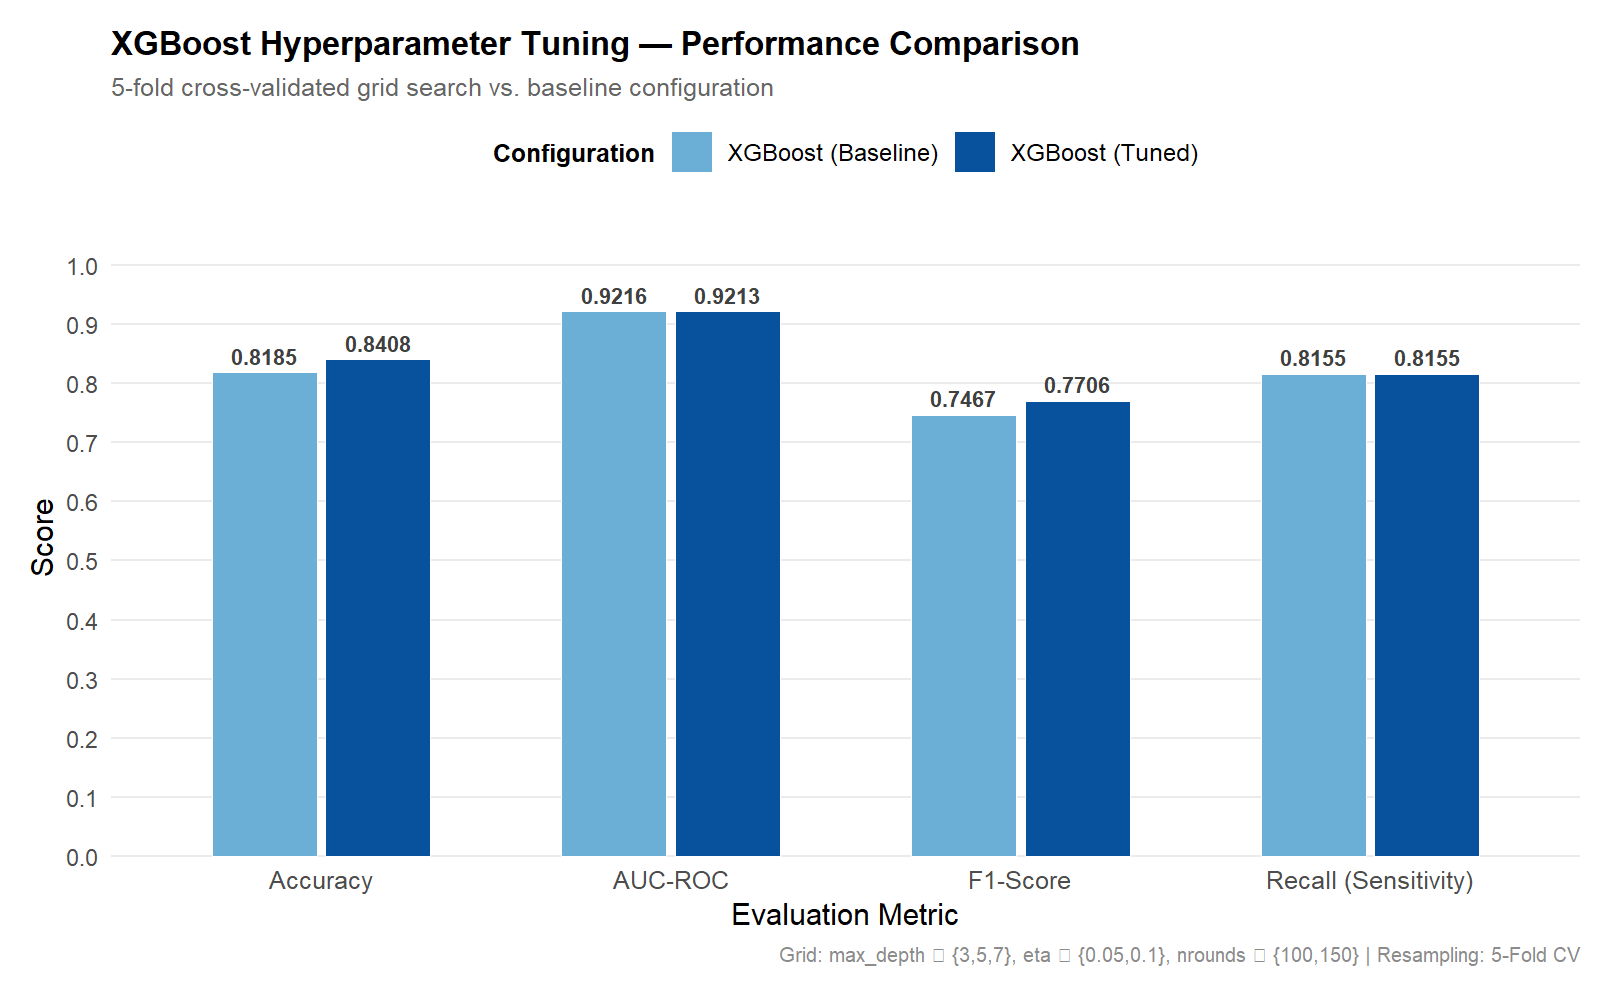 XGBoost Hyperparameter Tuning — Performance Comparison
5-fold cross-validated grid search vs. baseline configuration
Configuration XGBoost (Baseline) XGBoost (Tuned)
1.0
0.9
0.8
0.7
0.6
0.5
0.4
0.3
0.2
0.1
0.0
Score
0.8185 0.8408
0.9216 0.9213
0.7467 0.7706
0.8155 0.8155
Accuracy AUC-ROC F1-Score Recall (Sensitivity)
Evaluation Metric
Grid: max_depth □ {3,5,7}, eta □ {0.05,0.1}, nrounds □ {100,150} | Resampling: 5-Fold CV